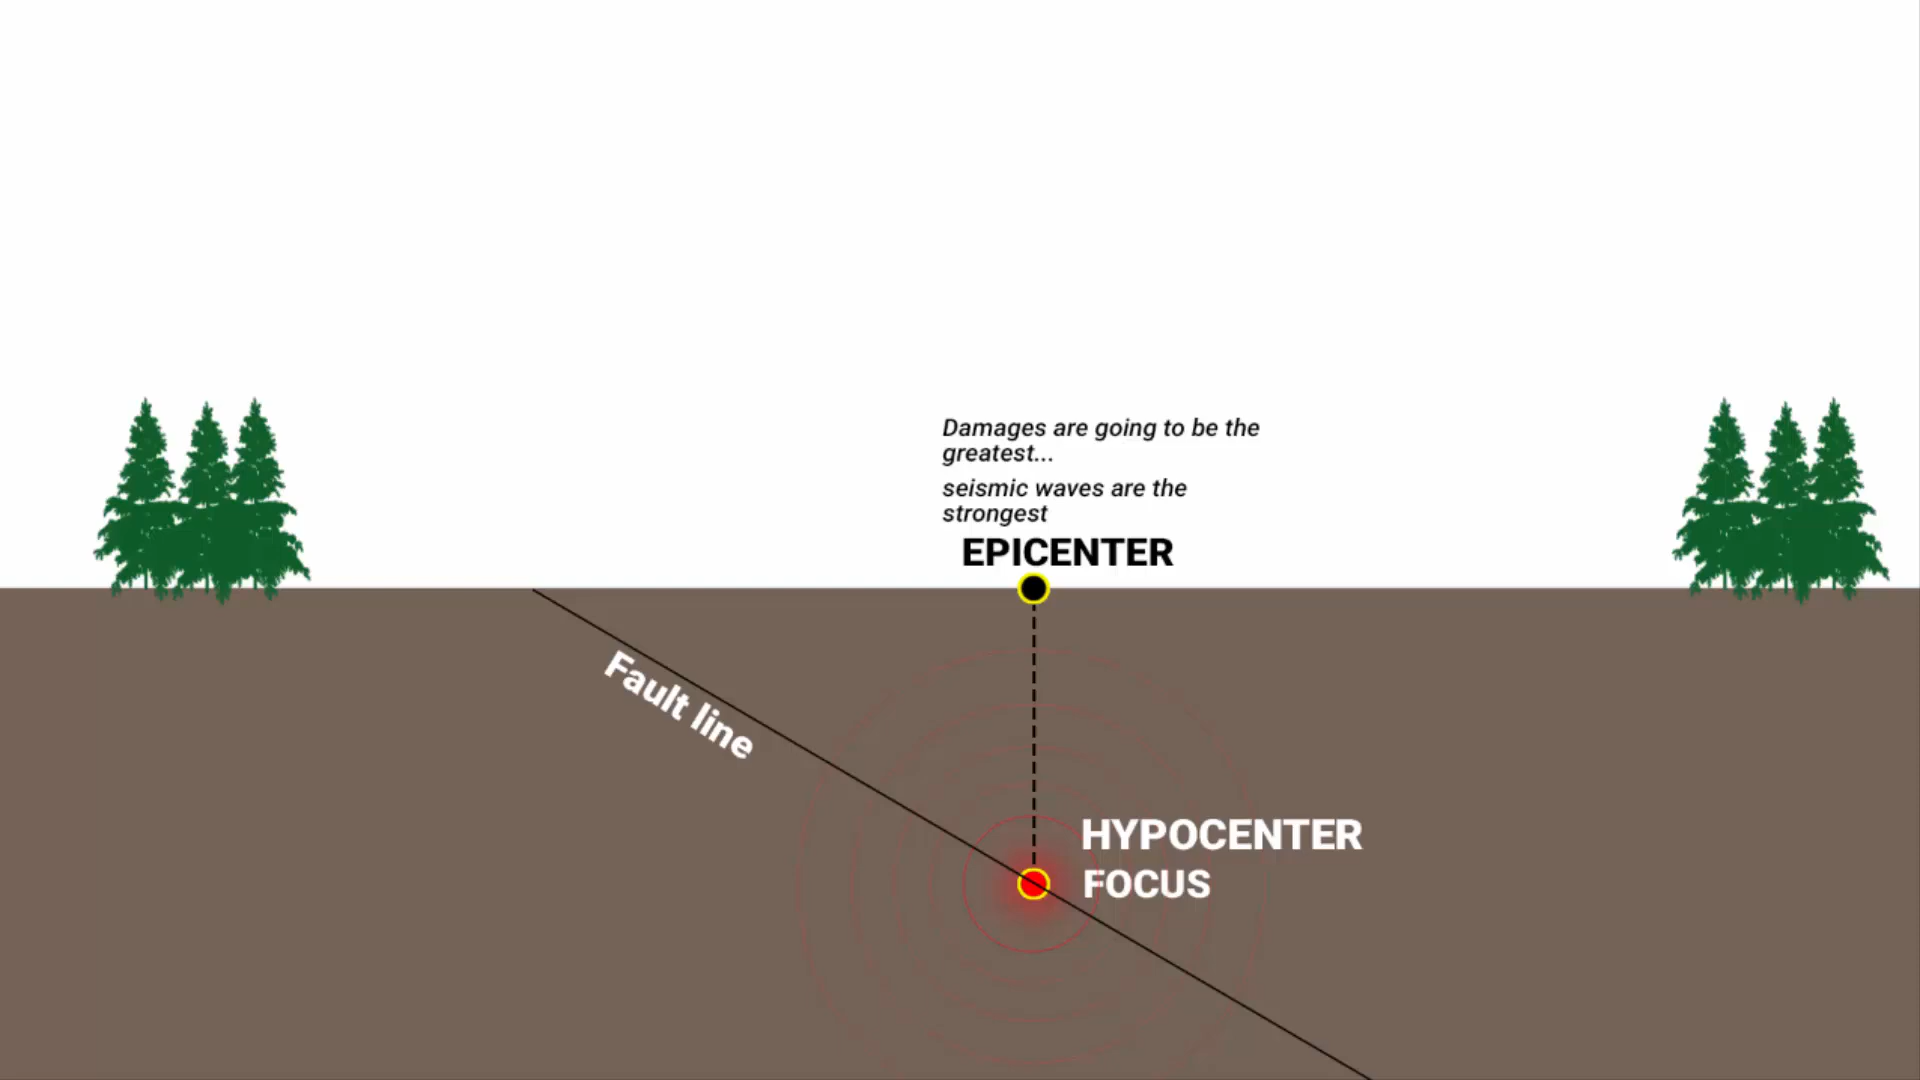 Damages are going to be the
greatest...
seismic waves are the
strongest
EPICENTER
Fault line
HYPOCENTER
FOCUS